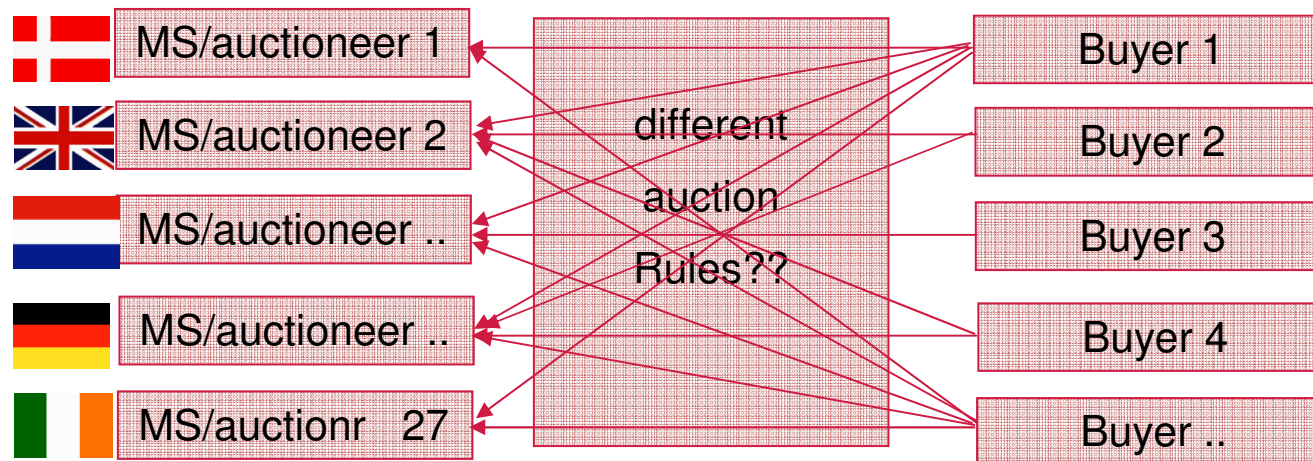 MS/auctioneer 1
MS/auctioneer 2
MS/auctioneer ..
MS/auctioneer ..
MS/auctionr 27
different
auction
Rules??
Buyer 1
Buyer 2
Buyer 3
Buyer 4
Buyer ..